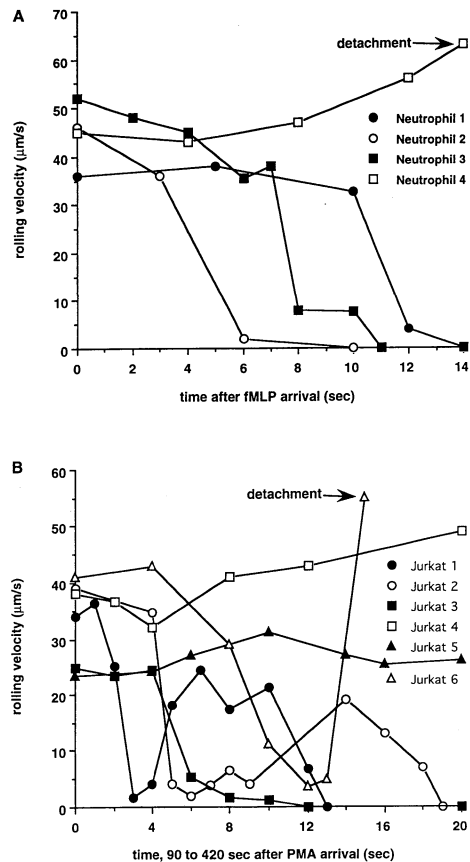 A
70
60
50
40
30
20
10
0
rolling velocity (µm/s)
detachment
Neutrophil 1
Neutrophil 2
Neutrophil 3
Neutrophil 4
0 2 4 6 8 10 12 14
time after fMLP arrival (sec)
B
60
50
40
30
20
10
0
rolling velocity (µm/s)
detachment
Jurkat 1
Jurkat 2
Jurkat 3
Jurkat 4
Jurkat 5
Jurkat 6
0 4 8 12 16 20
time, 90 to 420 sec after PMA arrival (sec)